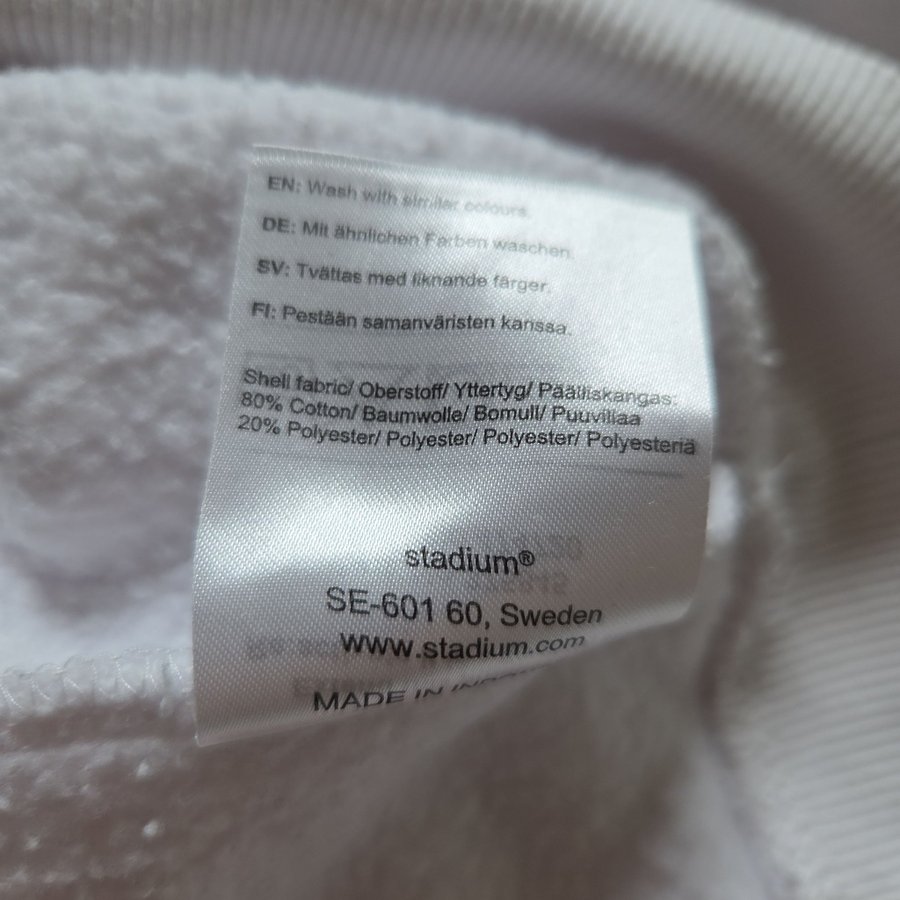 EN: Wash with similar colours.
DE: Mit ähnlichen Farben waschen.
SV: Tvättas med liknande färger.
FI: Pestään samanväristen kanssa.
Shell fabric/ Oberstoff/ Yttertyg/ Päälliskangas:
80% Cotton/ Baumwolle/ Bomull/ Puuvillaa
20% Polyester/ Polyester/ Polyester/ Polyesteriä
stadium®
SE-601 60, Sweden
www.stadium.com
MADE IN